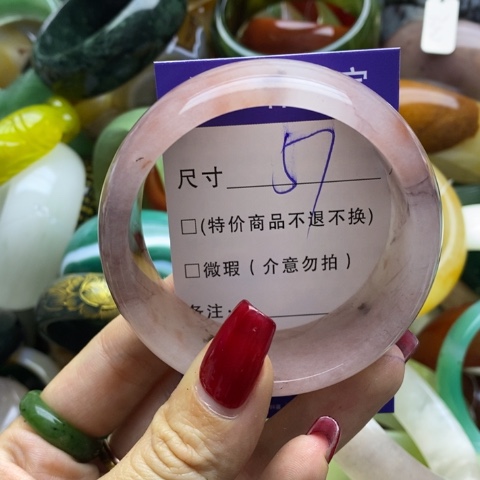 尺寸 57
□(特价商品不退不换)
□微瑕(介意勿拍)
备注: